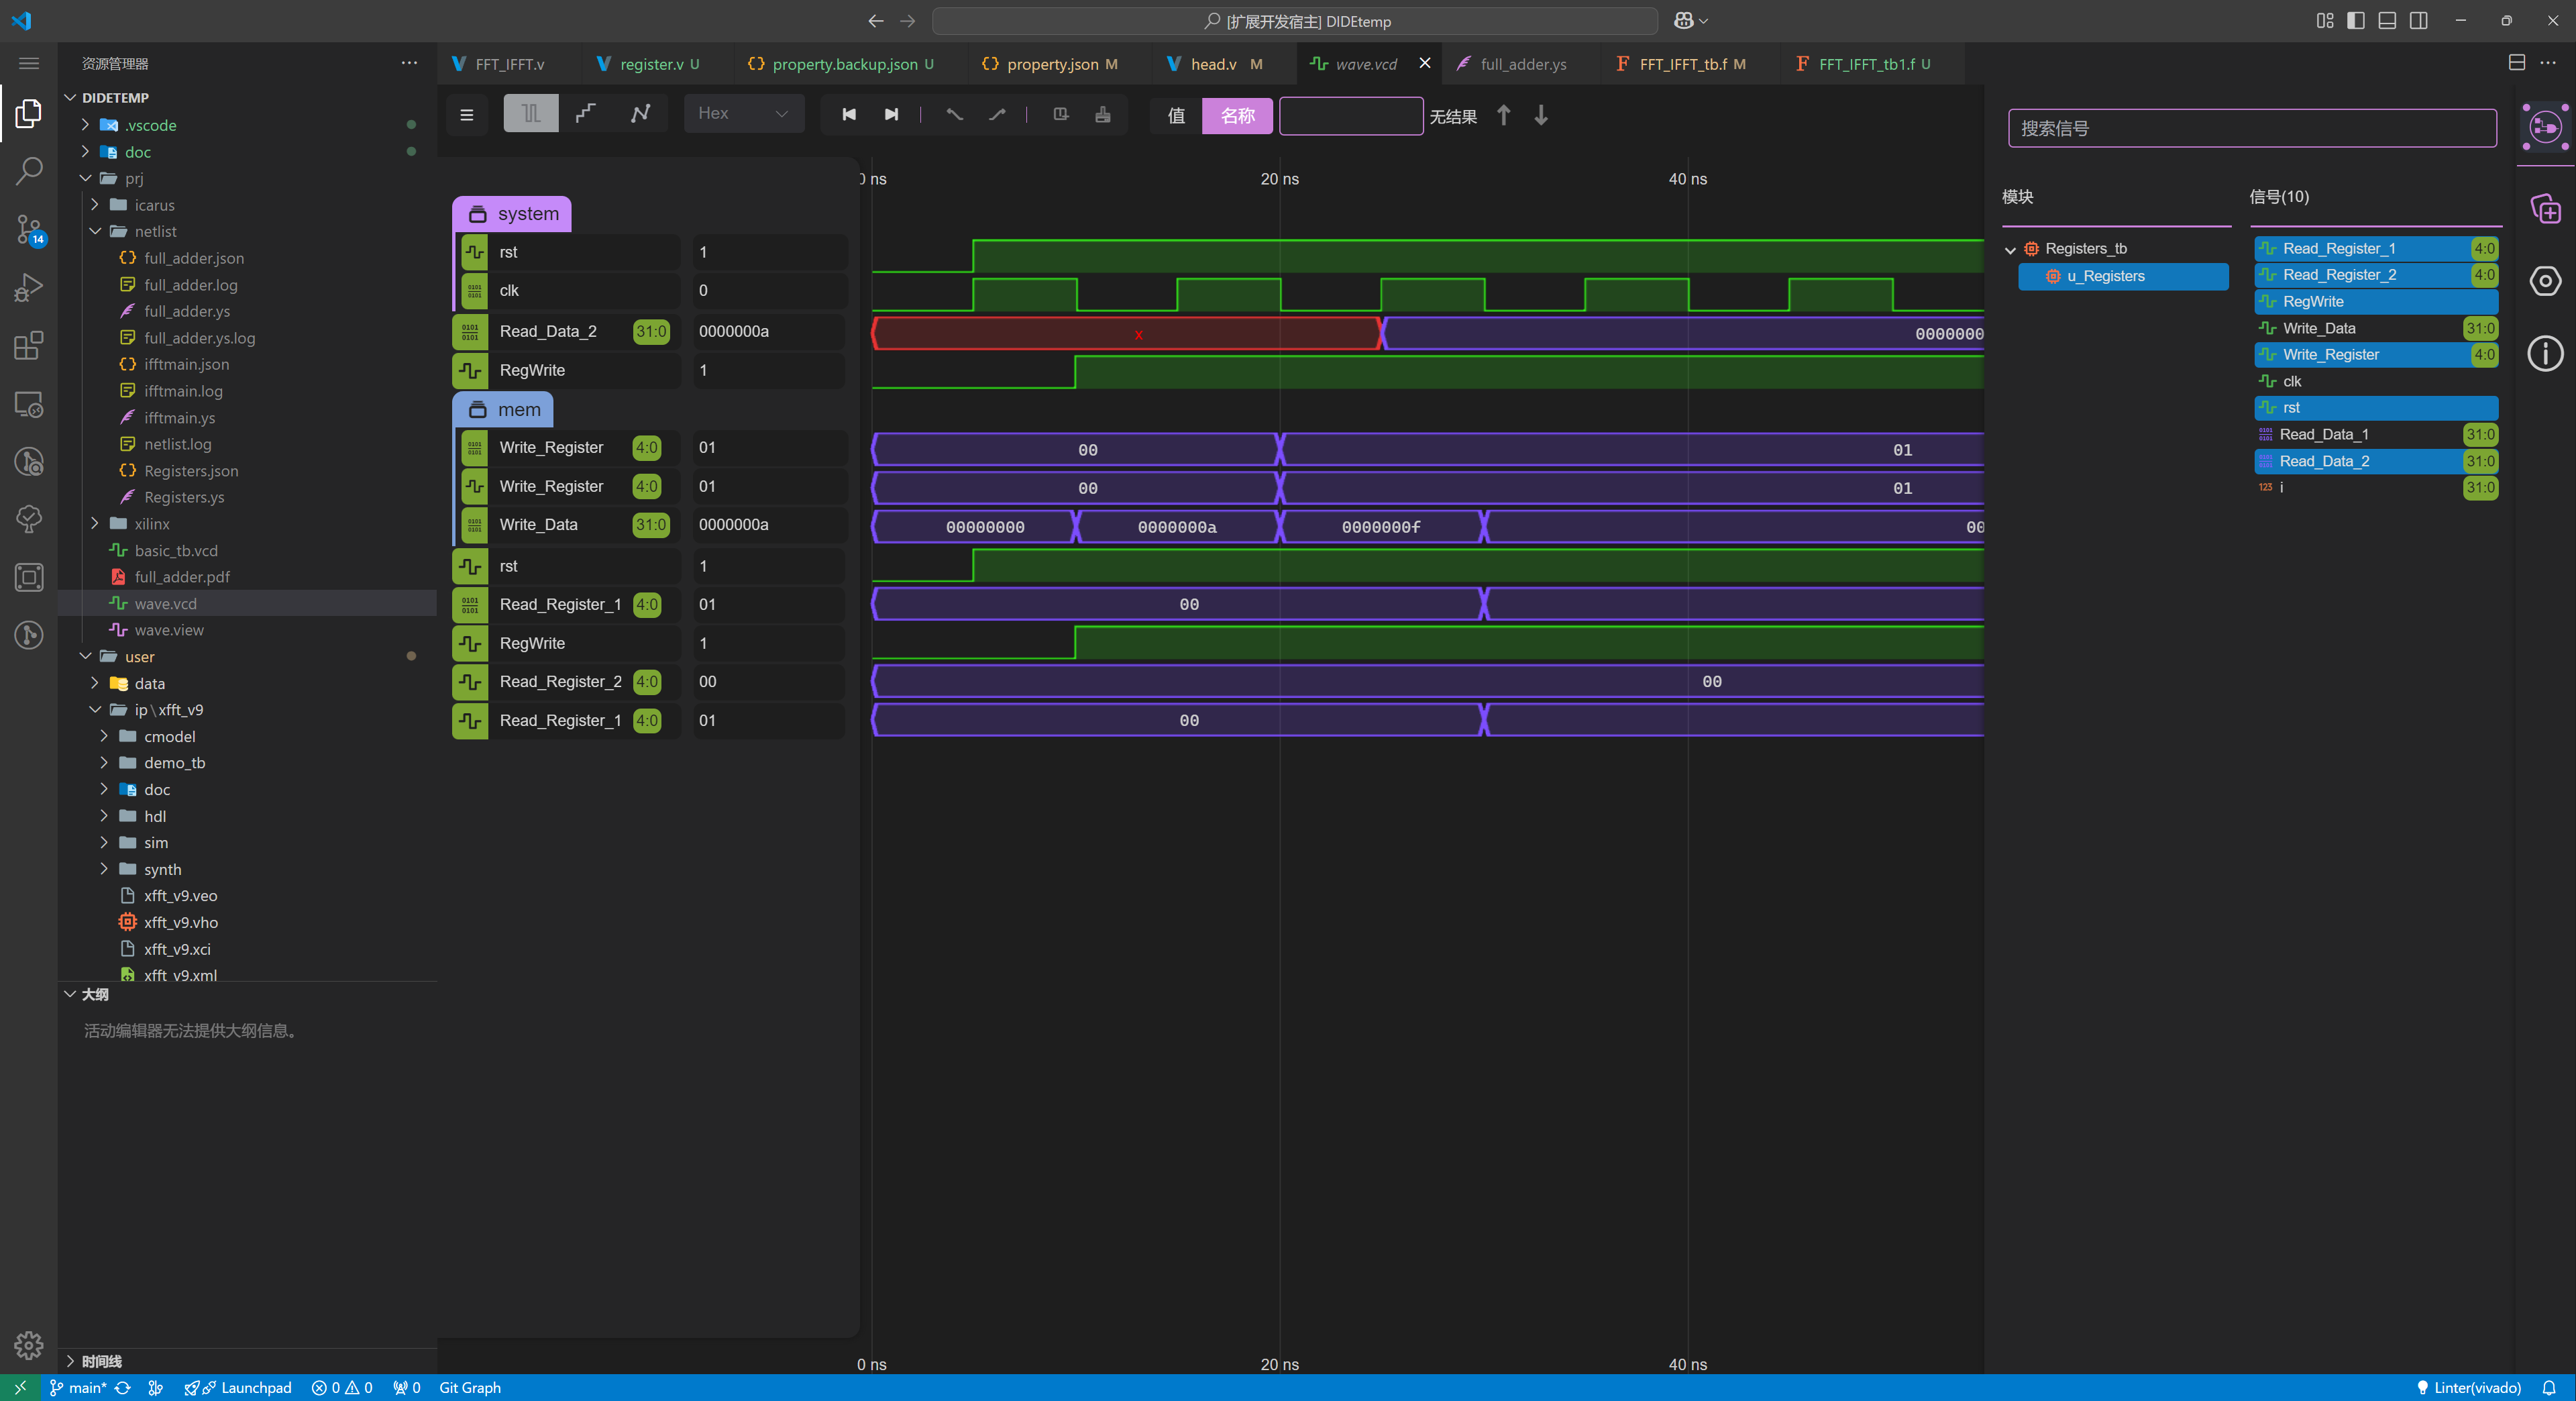 [扩展开发宿主] DIDEtemp
资源管理器
FFT_IFFT.v
register.v U
property.backup.json U
property.json M
head.v M
wave.vcd
full_adder.ys
FFT_IFFT_tb.f M
FFT_IFFT_tb1.f U
DIDETEMP
.vscode
doc
prj
icarus
netlist
full_adder.json
full_adder.log
full_adder.ys
full_adder.ys.log
ifftmain.json
ifftmain.log
ifftmain.ys
netlist.log
Registers.json
Registers.ys
xilinx
basic_tb.vcd
full_adder.pdf
wave.vcd
wave.view
user
data
ip\xfft_v9
cmodel
demo_tb
doc
hdl
sim
synth
xfft_v9.veo
xfft_v9.vho
xfft_v9.xci
xfft_v9.xml
大纲
活动编辑器无法提供大纲信息。
时间线
14
Hex
值
名称
无结果
0 ns
20 ns
40 ns
system
rst 1
clk 0
Read_Data_2 31:0 0000000a
x
0000000
RegWrite 1
mem
Write_Register 4:0 01
00
01
Write_Register 4:0 01
00
01
Write_Data 31:0 0000000a
00000000
0000000a
0000000f
00
rst 1
Read_Register_1 4:0 01
00
RegWrite 1
Read_Register_2 4:0 00
00
Read_Register_1 4:0 01
00
0 ns
20 ns
40 ns
搜索信号
模块
Registers_tb
u_Registers
信号(10)
Read_Register_1 4:0
Read_Register_2 4:0
RegWrite
Write_Data 31:0
Write_Register 4:0
clk
rst
Read_Data_1 31:0
Read_Data_2 31:0
123 i 31:0
main*
Launchpad
0
0
0
Git Graph
Linter(vivado)